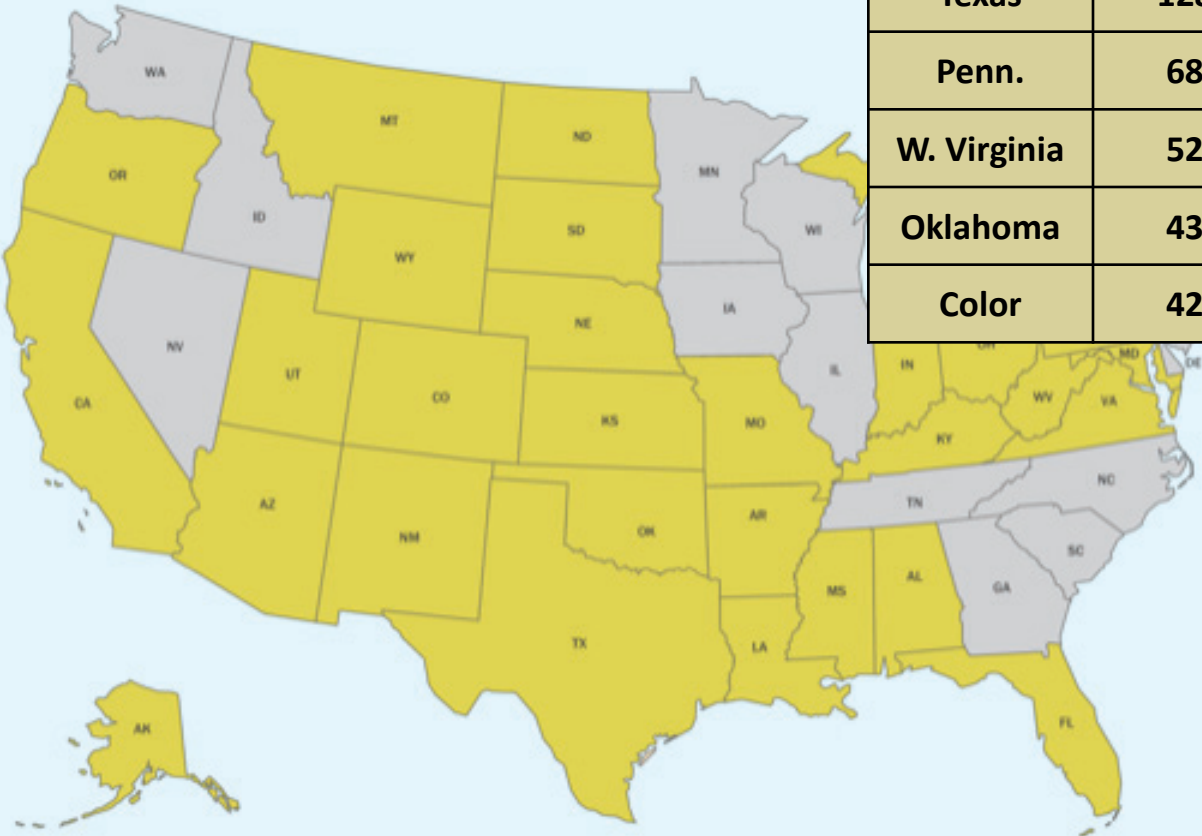 Penn. 68
W. Virginia 52
Oklahoma 43
Color 42
WA
MT
ND
MN
OR
ID
WY
SD
WI
IA
NE
NV
UT
CO
IL
IN
MD
DE
CA
KS
MO
WV
VA
KY
AZ
NM
OK
AR
TN
NC
SC
MS
AL
GA
TX
LA
AK
FL